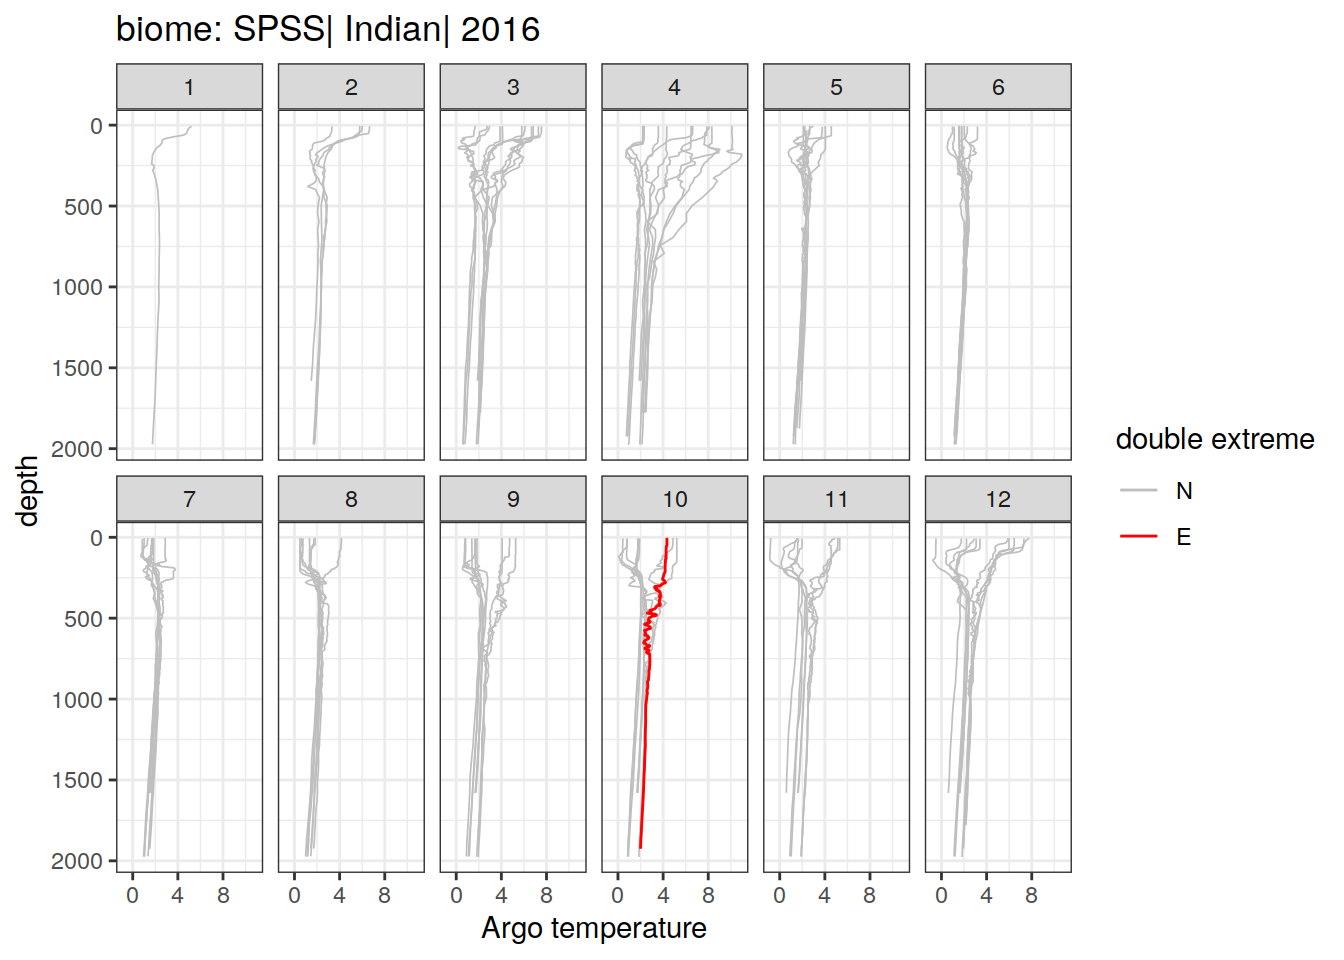 biome: SPSS| Indian| 2016
1 2 3 4 5 6
0
500
1000
1500
2000
7 8 9 10 11 12
0
500
1000
1500
2000
0 4 8 0 4 8 0 4 8 0 4 8 0 4 8 0 4 8
Argo temperature
depth
double extreme
N
E